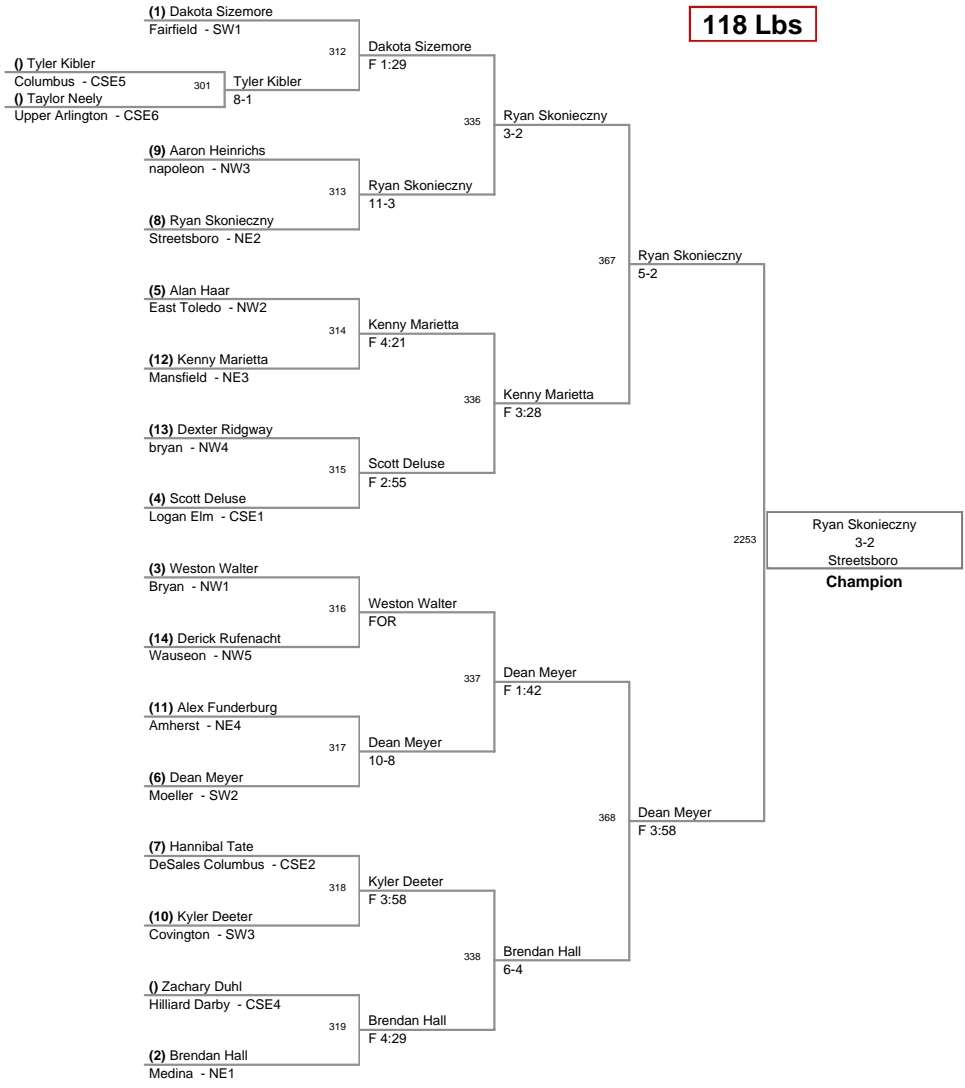 118 Lbs
(1) Dakota Sizemore
Fairfield - SW1
312
Dakota Sizemore
F 1:29
() Tyler Kibler
Columbus - CSE5
301
() Taylor Neely
Upper Arlington - CSE6
Tyler Kibler
8-1
335
Ryan Skonieczny
3-2
(9) Aaron Heinrichs
napoleon - NW3
313
Ryan Skonieczny
11-3
(8) Ryan Skonieczny
Streetsboro - NE2
367
Ryan Skonieczny
5-2
(5) Alan Haar
East Toledo - NW2
314
Kenny Marietta
F 4:21
(12) Kenny Marietta
Mansfield - NE3
336
Kenny Marietta
F 3:28
(13) Dexter Ridgway
bryan - NW4
315
Scott Deluse
F 2:55
(4) Scott Deluse
Logan Elm - CSE1
2253
Ryan Skonieczny
3-2
Streetsboro
Champion
(3) Weston Walter
Bryan - NW1
316
Weston Walter
FOR
(14) Derick Rufenacht
Wauseon - NW5
337
Dean Meyer
F 1:42
(11) Alex Funderburg
Amherst - NE4
317
Dean Meyer
10-8
(6) Dean Meyer
Moeller - SW2
368
Dean Meyer
F 3:58
(7) Hannibal Tate
DeSales Columbus - CSE2
318
Kyler Deeter
F 3:58
(10) Kyler Deeter
Covington - SW3
338
Brendan Hall
6-4
() Zachary Duhl
Hilliard Darby - CSE4
319
Brendan Hall
F 4:29
(2) Brendan Hall
Medina - NE1